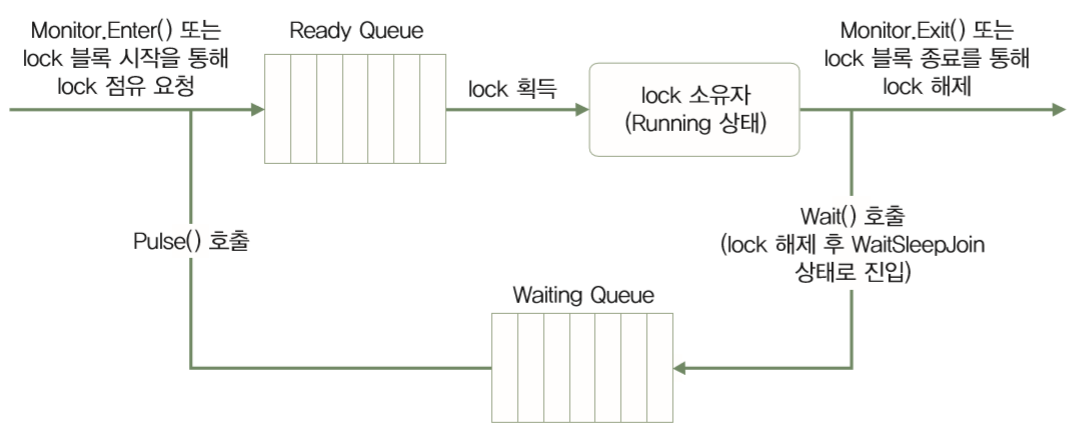 Monitor.Enter() 또는
lock 블록 시작을 통해
lock 점유 요청
Ready Queue
lock 획득
lock 소유자
(Running 상태)
Monitor.Exit() 또는
lock 블록 종료를 통해
lock 해제
Pulse() 호출
Wait() 호출
(lock 해제 후 WaitSleepJoin
상태로 진입)
Waiting Queue